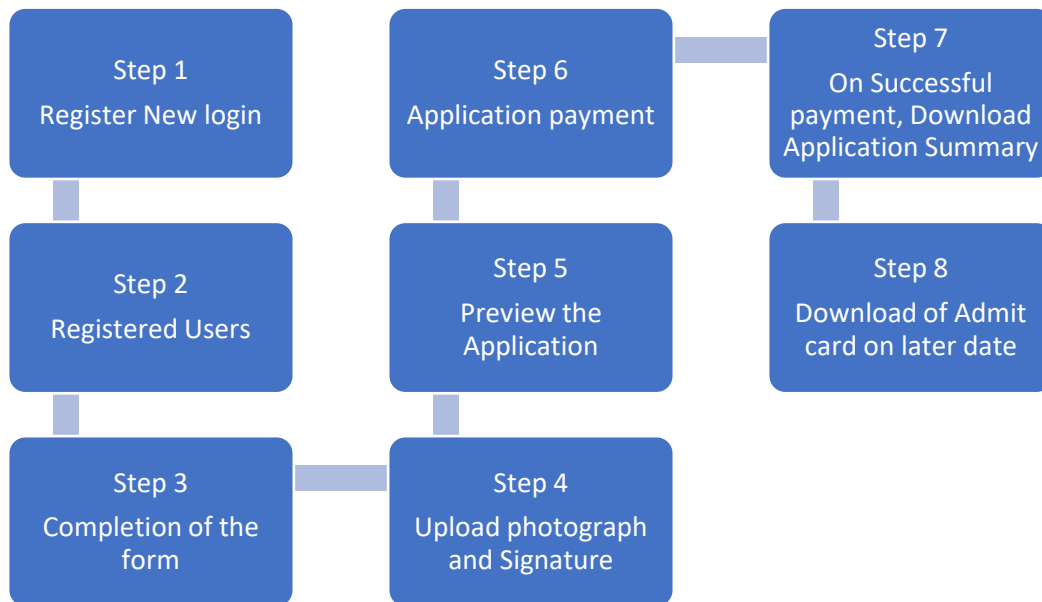 Step 1
Register New login
Step 2
Registered Users
Step 3
Completion of the
form
Step 4
Upload photograph
and Signature
Step 5
Preview the
Application
Step 6
Application payment
Step 7
On Successful
payment, Download
Application Summary
Step 8
Download of Admit
card on later date